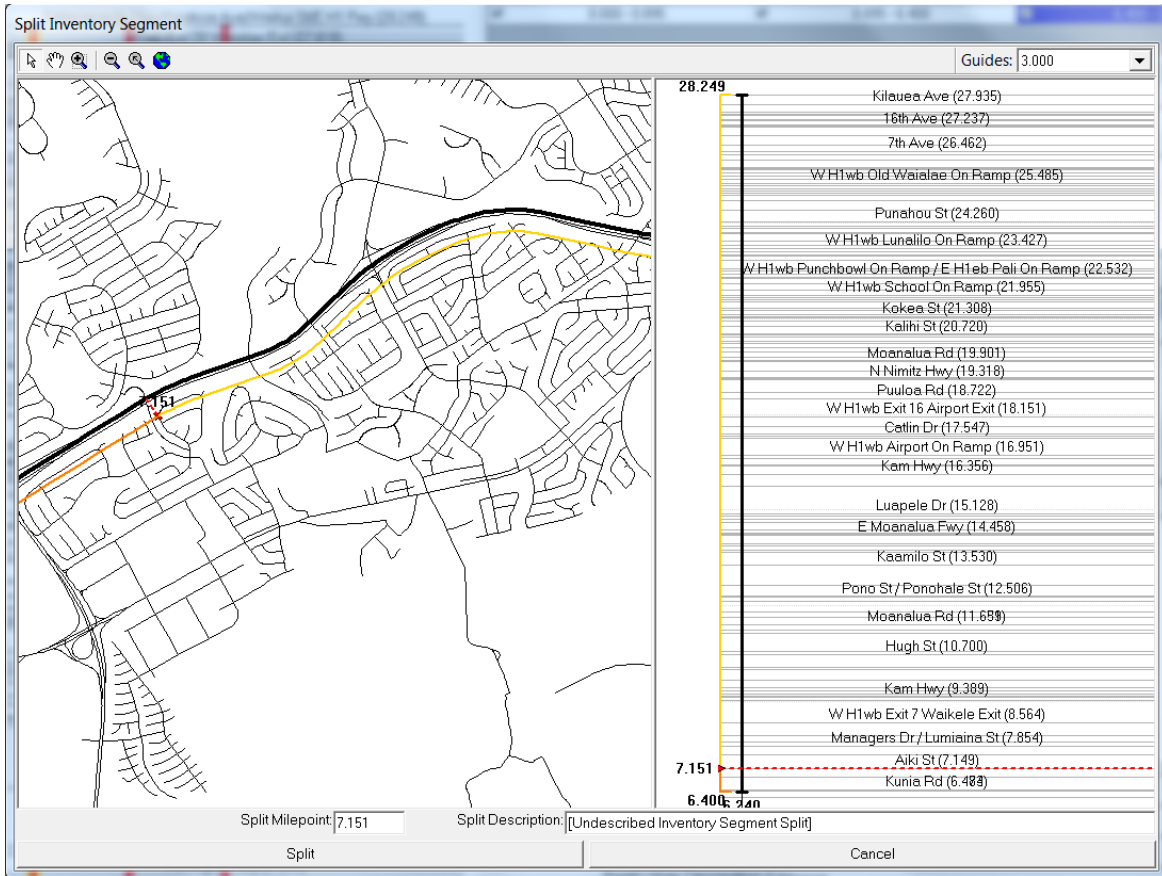 Split Inventory Segment
Guides: 3.000
7.151
28.249
Kilauea Ave (27.935)
16th Ave (27.237)
7th Ave (26.462)
W H1wb Old Waialae On Ramp (25.485)
Punahou St (24.260)
W H1wb Lunalilo On Ramp (23.427)
W H1wb Punchbowl On Ramp / E H1eb Pali On Ramp (22.532)
W H1wb School On Ramp (21.955)
Kokea St (21.308)
Kalihi St (20.720)
Moanalua Rd (19.901)
N Nimitz Hwy (19.318)
Puuloa Rd (18.722)
W H1wb Exit 16 Airport Exit (18.151)
Catlin Dr (17.547)
W H1wb Airport On Ramp (16.951)
Kam Hwy (16.356)
Luapele Dr (15.128)
E Moanalua Fwy (14.458)
Kaamilo St (13.530)
Pono St / Ponohale St (12.506)
Moanalua Rd
Hugh St (10.700)
Kam Hwy (9.389)
W H1wb Exit 7 Waikele Exit (8.564)
Managers Dr / Lumiaina St (7.854)
Aiki St (7.149)
7.151
Kunia Rd
6.400 6.240
Split Milepoint: 7.151 Split Description: [Undescribed Inventory Segment Split]
Split Cancel